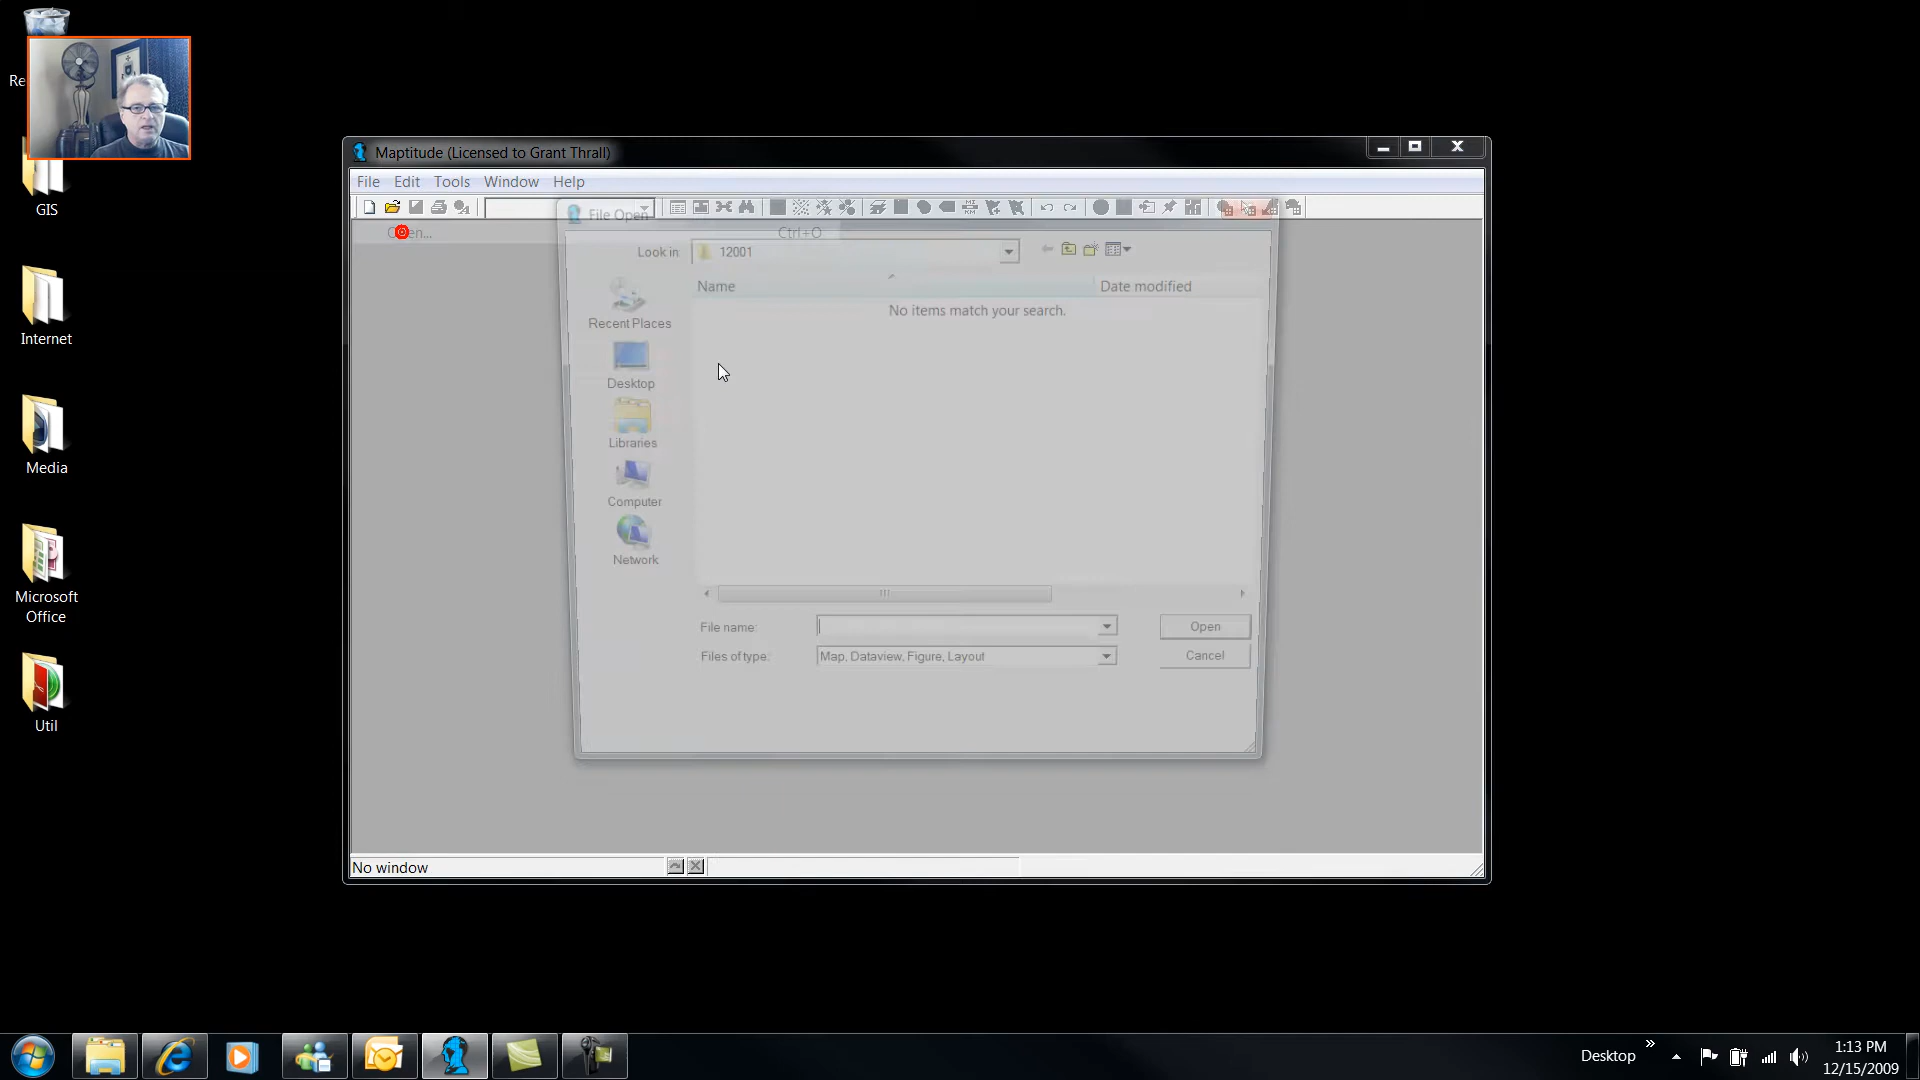 Re
GIS
Internet
Media
Microsoft
Office
Util
Maptitude (Licensed to Grant Thrall)
File Edit Tools Window Help
Open... Ctrl+O
File Open
Look in: 12001
Name Date modified
No items match your search.
Recent Places
Desktop
Libraries
Computer
Network
File name: Open
Files of type: Map, Dataview, Figure, Layout Cancel
No window
Desktop
1:13 PM
12/15/2009